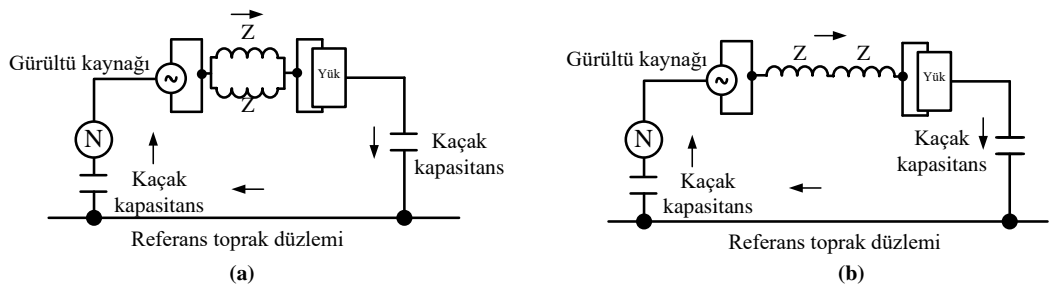 Z
Gürültü kaynağı
~
Yük
Z
N
Kaçak
kapasitans
Kaçak
kapasitans
Referans toprak düzlemi
(a)
Z Z
Gürültü kaynağı
~
Yük
N
Kaçak
kapasitans
Kaçak
kapasitans
Referans toprak düzlemi
(b)